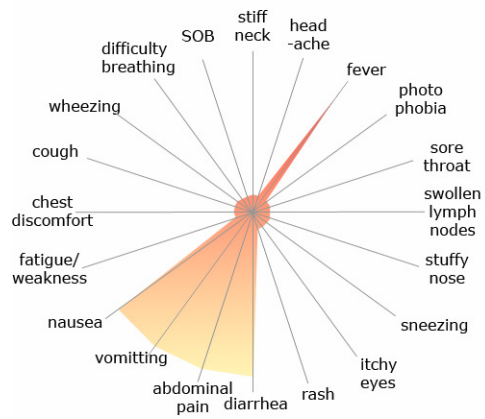 stiff
neck
head
-ache
fever
photo
phobia
sore
throat
swollen
lymph
nodes
stuffy
nose
sneezing
itchy
eyes
rash
diarrhea
abdominal
pain
vomitting
nausea
fatigue/
weakness
chest
discomfort
cough
wheezing
difficulty
breathing
SOB